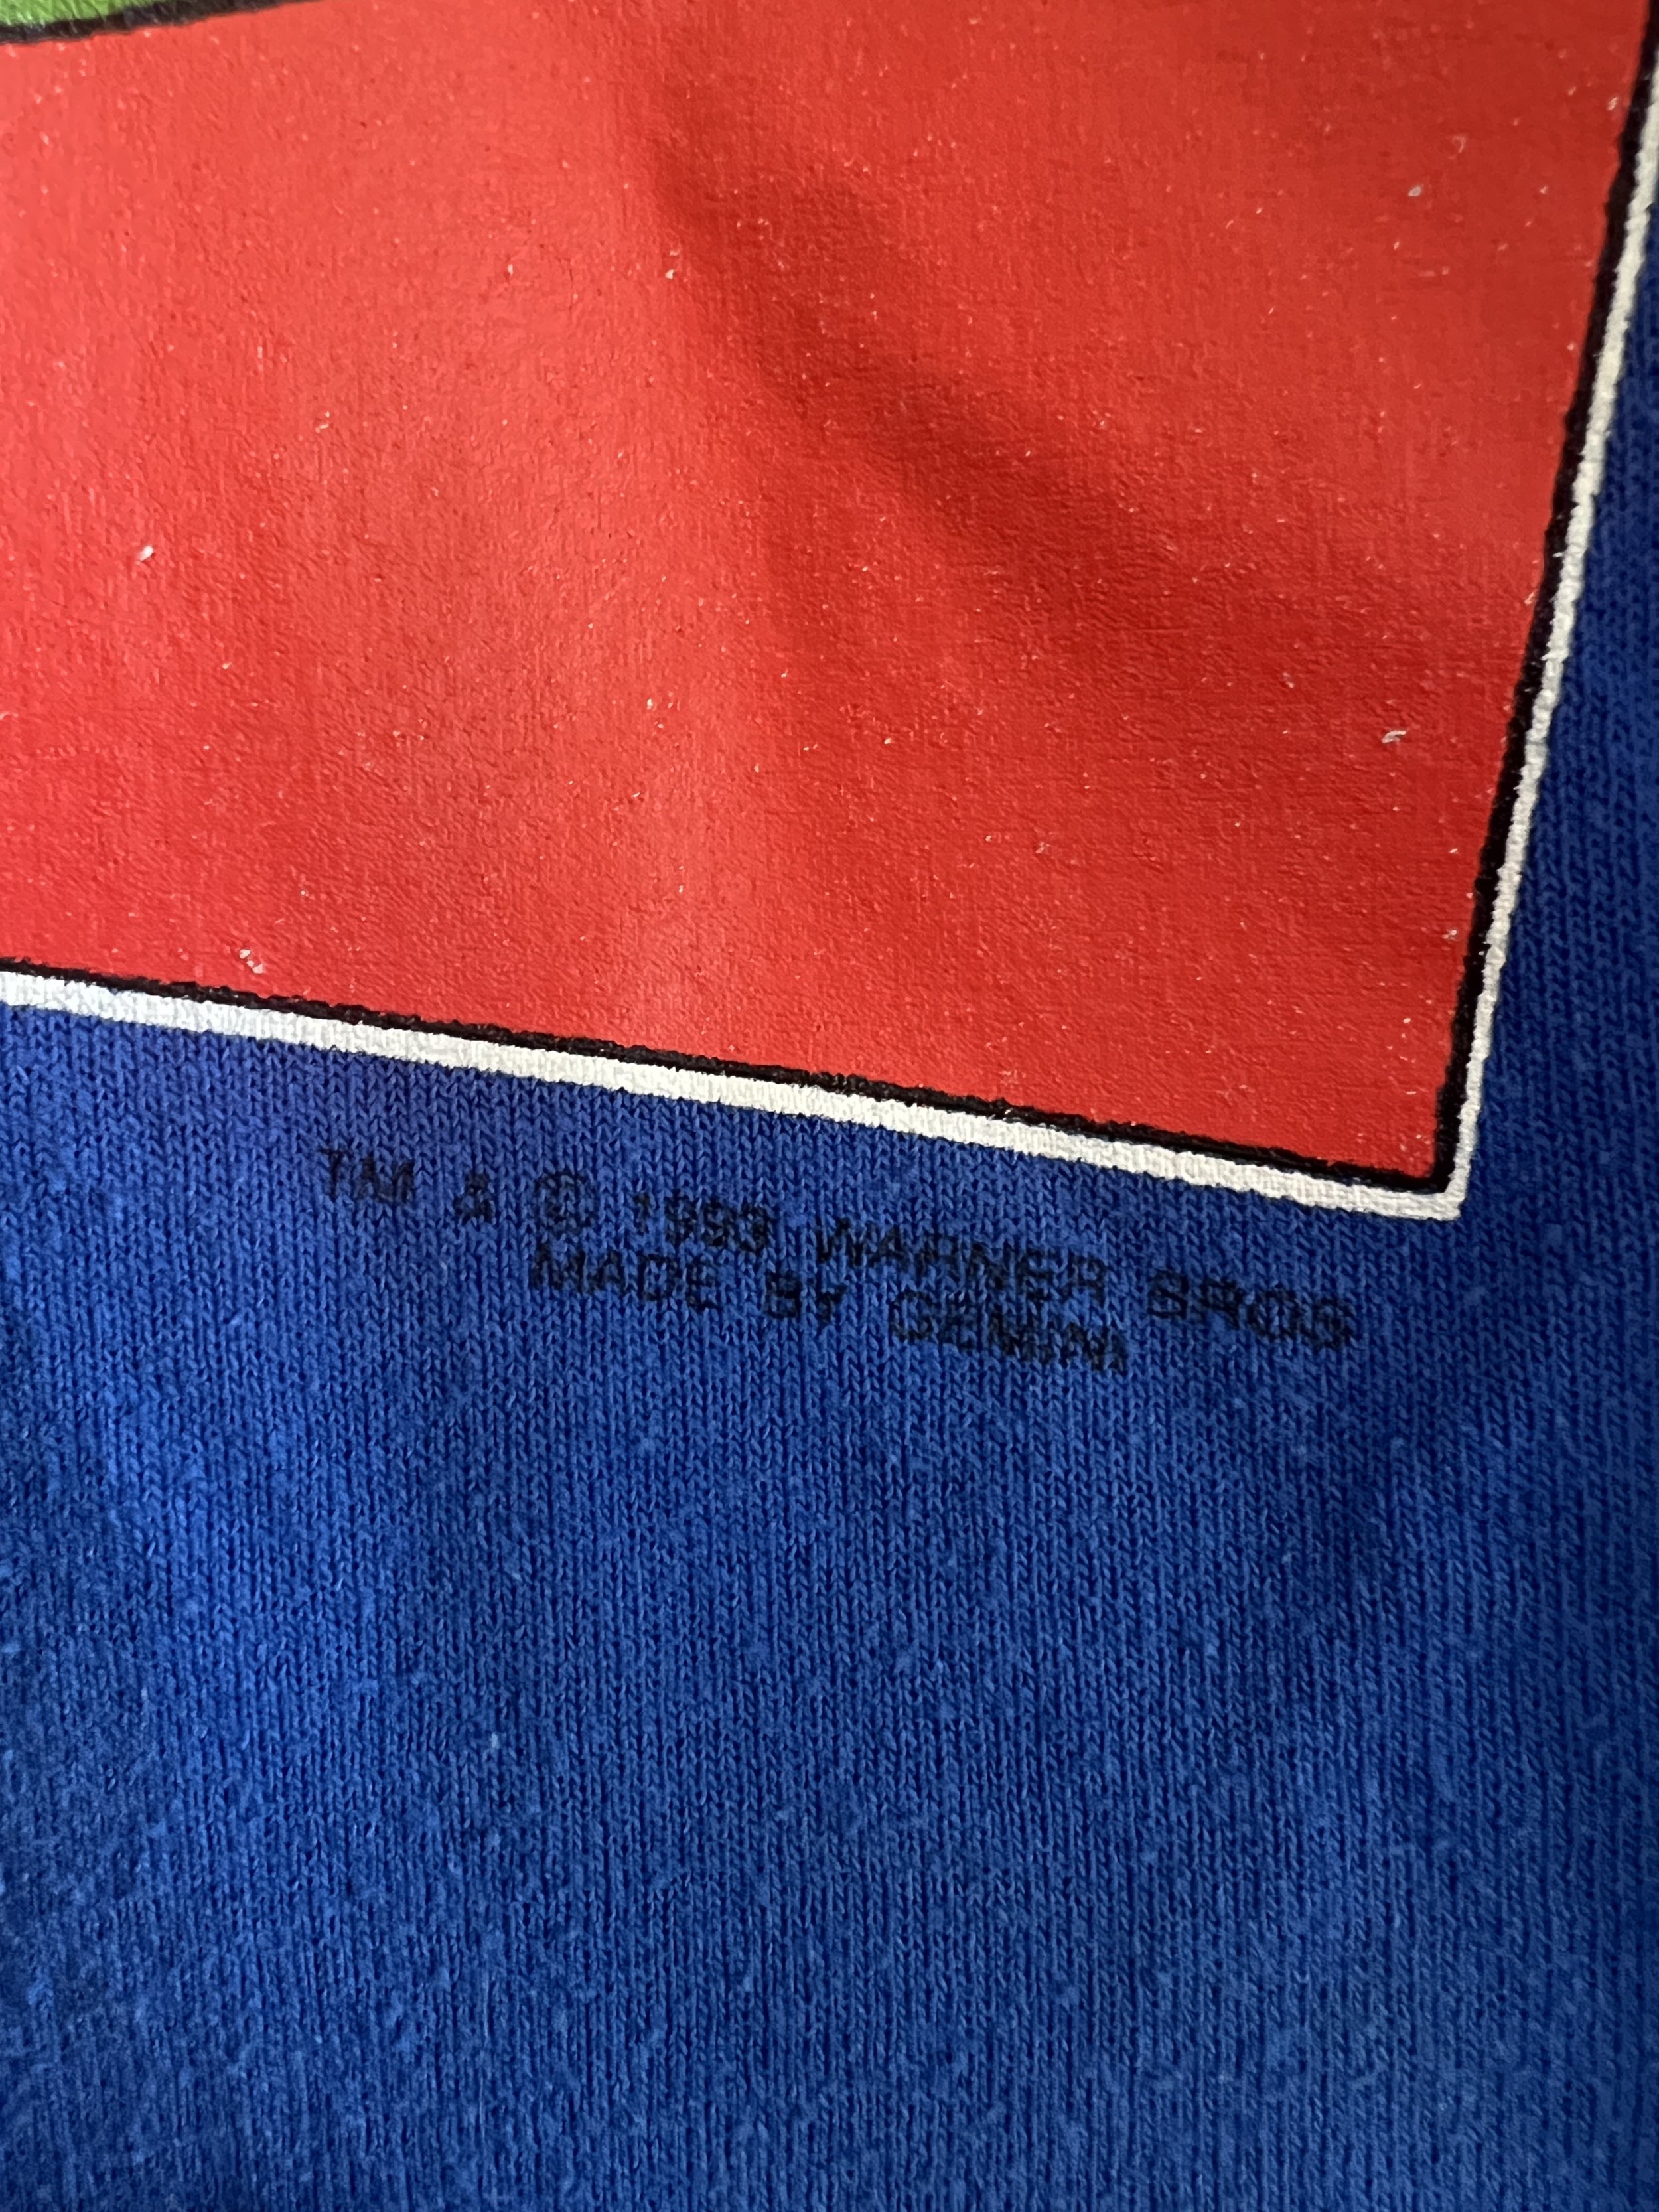 TM & © 1993 WARNER BROS
MADE BY GEMINI